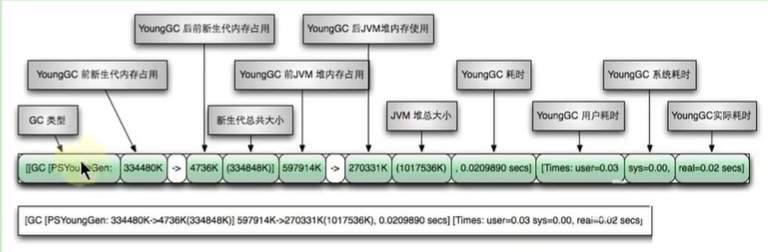 YoungGC 后前新生代内存占用
YoungGC 后JVM堆内存使用
YoungGC 前新生代内存占用
YoungGC 前JVM 堆内存占用
YoungGC 耗时
YoungGC 系统耗时
GC 类型
新生代总共大小
JVM 堆总大小
YoungGC 用户耗时
YoungGC实际耗时
[[GC [PSYoungGen: 334480K -> 4736K (334848K)] 597914K -> 270331K (1017536K) , 0.0209890 secs] [Times: user=0.03 sys=0.00, real=0.02 secs]
[GC [PSYoungGen: 334480K->4736K(334848K)] 597914K->270331K(1017536K), 0.0209890 secs] [Times: user=0.03 sys=0.00, real=0.02 secs]